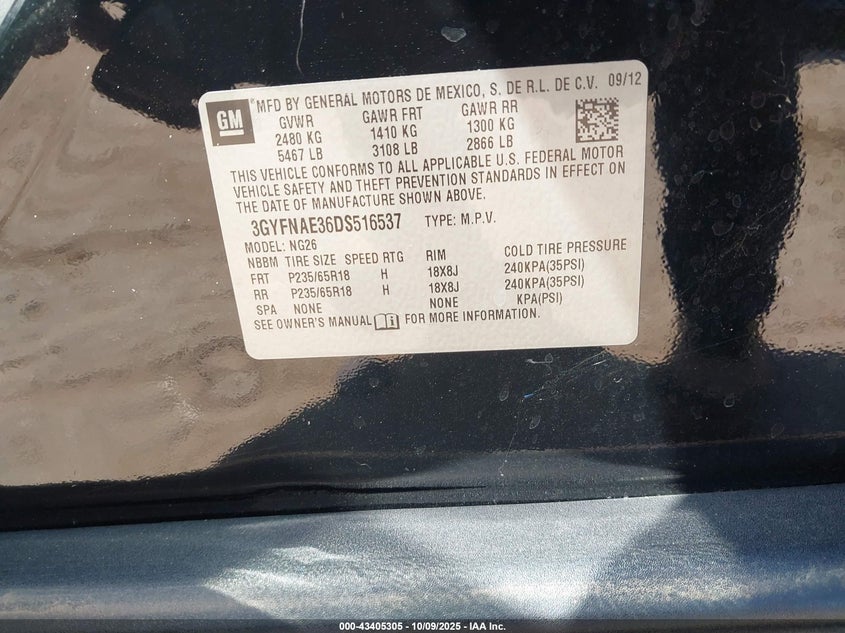 GM
MFD BY GENERAL MOTORS DE MEXICO, S. DE R.L. DE C.V. 09/12
GVWR GAWR FRT GAWR RR
2480 KG 1410 KG 1300 KG
5467 LB 3108 LB 2866 LB
THIS VEHICLE CONFORMS TO ALL APPLICABLE U.S. FEDERAL MOTOR
VEHICLE SAFETY AND THEFT PREVENTION STANDARDS IN EFFECT ON
THE DATE OF MANUFACTURE SHOWN ABOVE.
3GYFNAE36DS516537 TYPE: M.P.V.
MODEL: NG26
NBBM TIRE SIZE SPEED RTG RIM COLD TIRE PRESSURE
FRT P235/65R18 H 18X8J 240KPA(35PSI)
RR P235/65R18 H 18X8J 240KPA(35PSI)
SPA NONE NONE KPA(PSI)
SEE OWNER'S MANUAL FOR MORE INFORMATION.
000-43405305 - 10/09/2025 - IAA Inc.